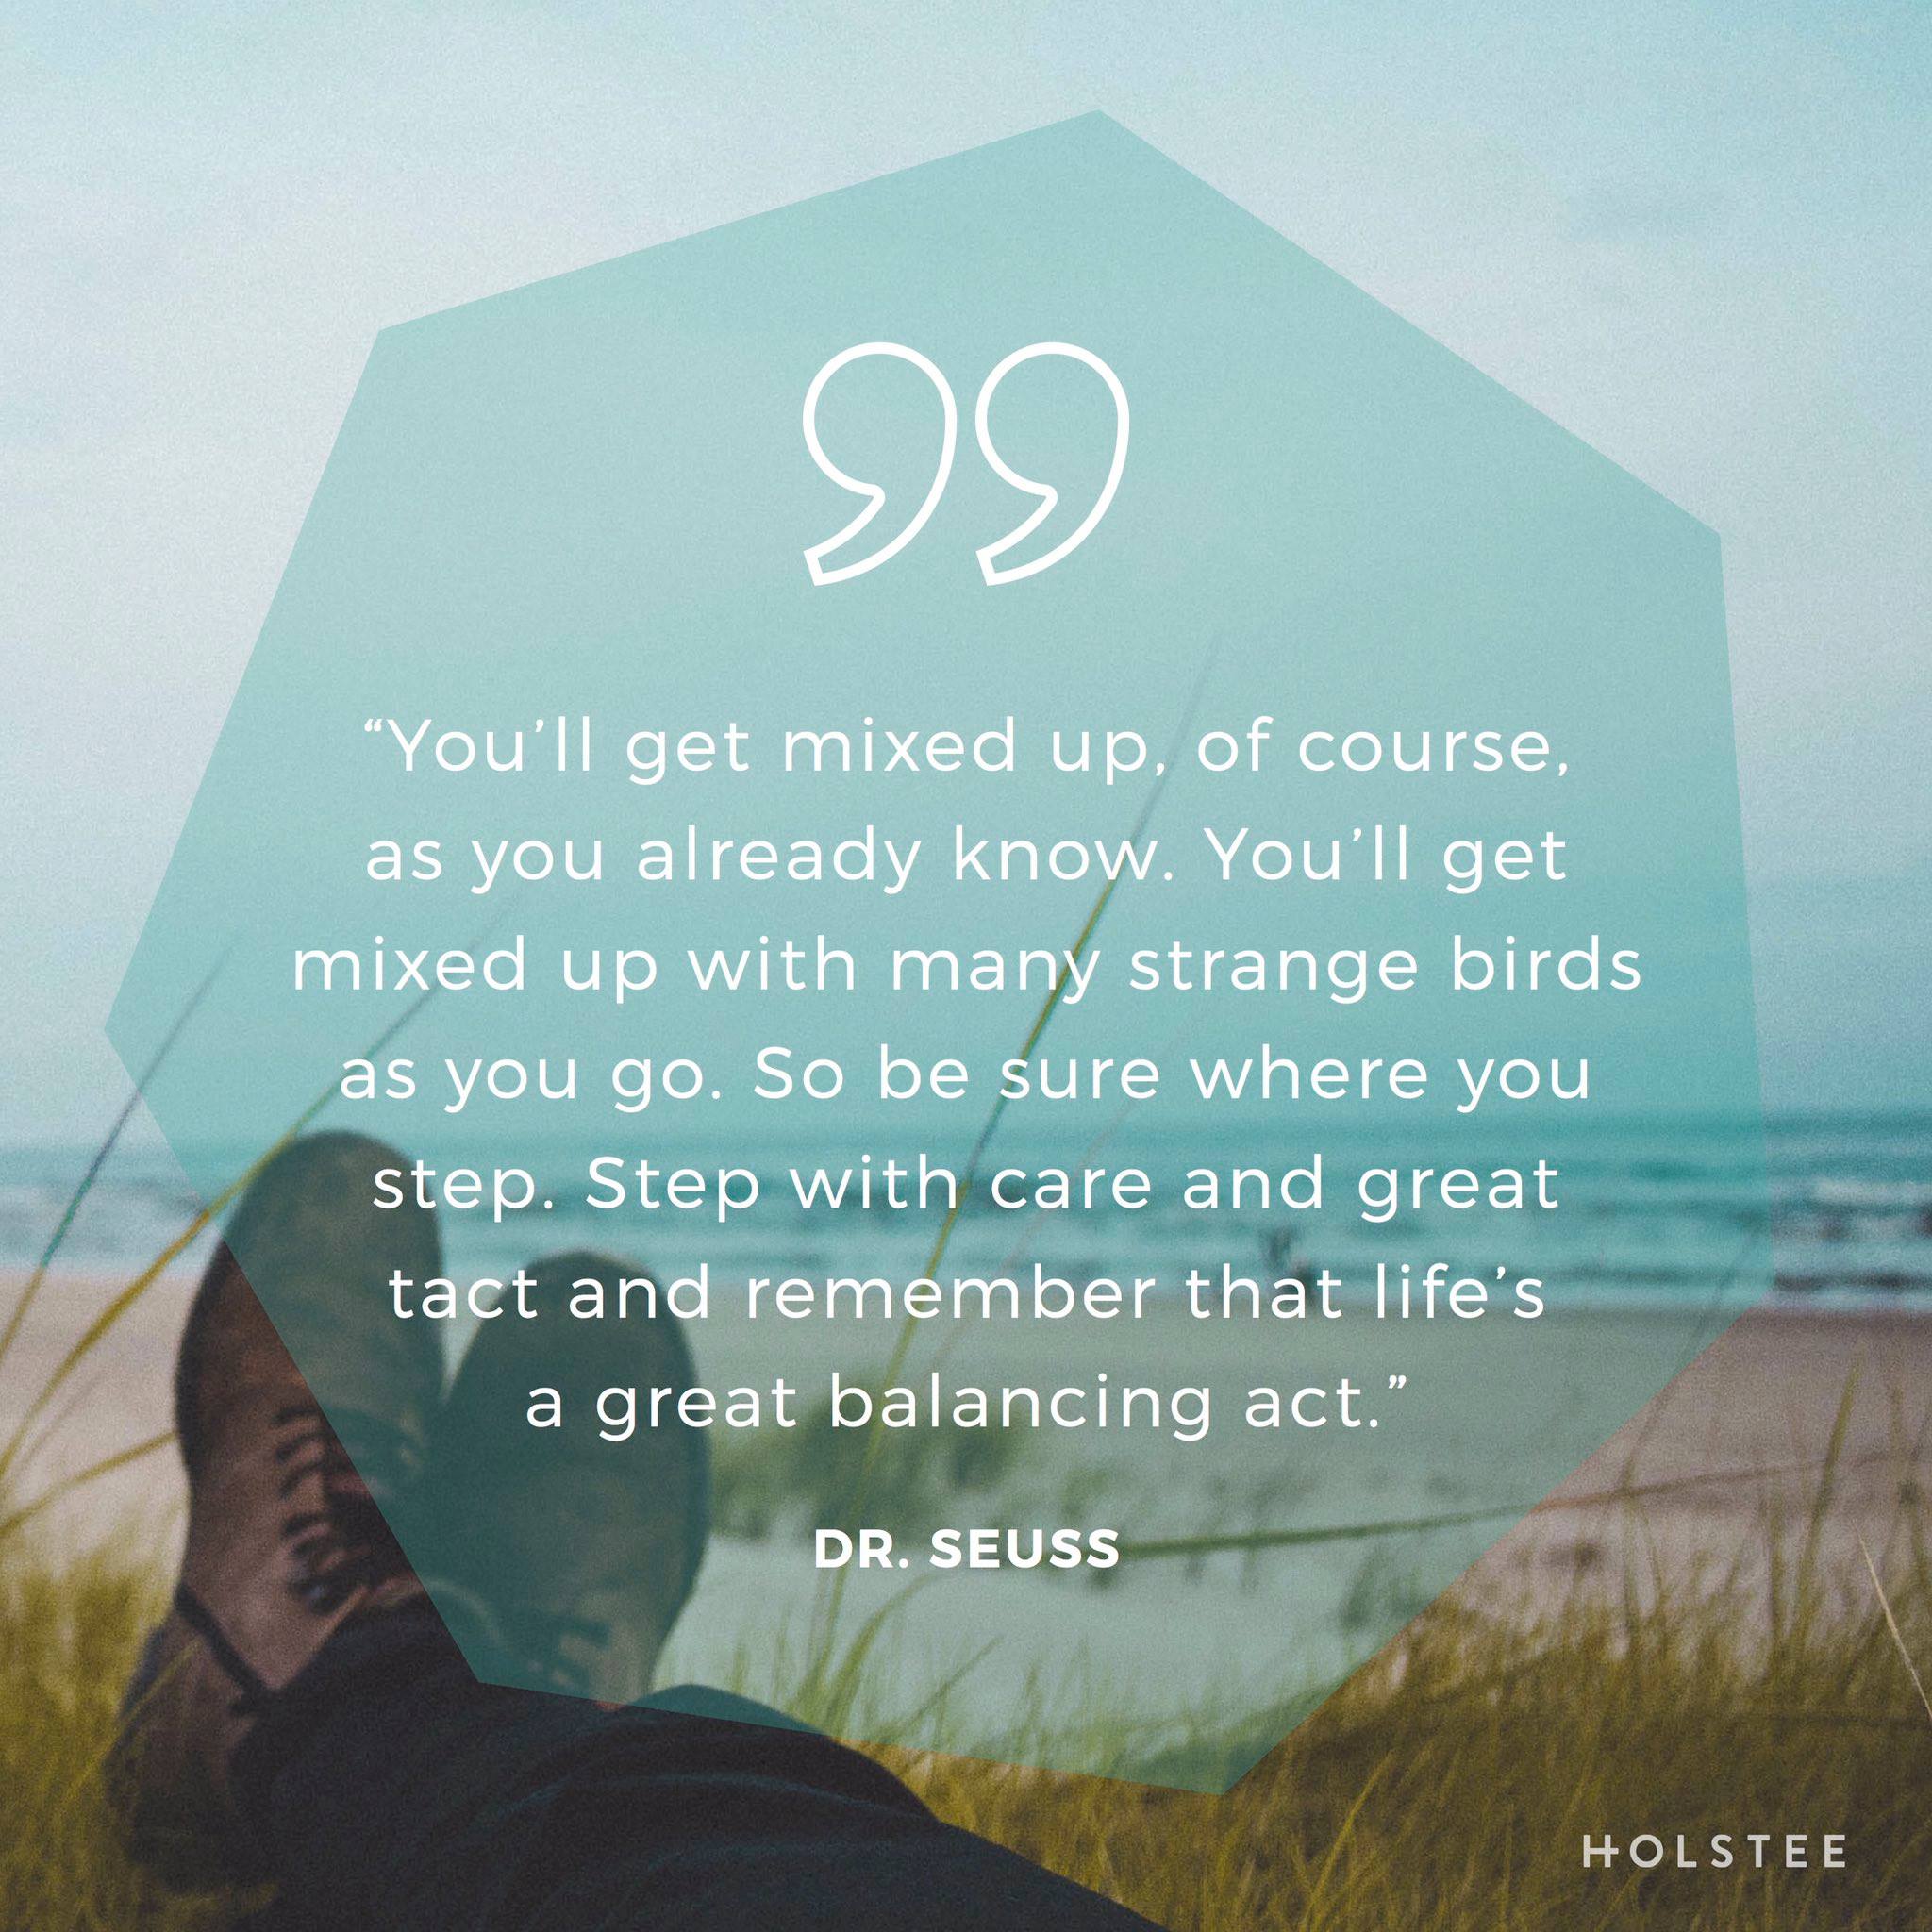 “You’ll get mixed up, of course,
as you already know. You’ll get
mixed up with many strange birds
as you go. So be sure where you
step. Step with care and great
tact and remember that life’s
a great balancing act.”
DR. SEUSS
HOLSTEE